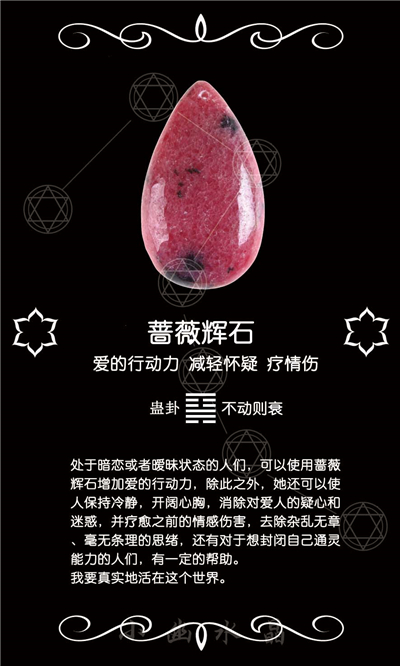 蔷薇辉石
爱的行动力 减轻怀疑 疗情伤
蛊卦 不动则衰
处于暗恋或者暧昧状态的人们，可以使用蔷薇
辉石增加爱的行动力，除此之外，她还可以使
人保持冷静，开阔心胸，消除对爱人的疑心和
迷惑，并疗愈之前的情感伤害，去除杂乱无章
、毫无条理的思绪，还有对于想封闭自己通灵
能力的人们，有一定的帮助。
我要真实地活在这个世界。
小幽水晶